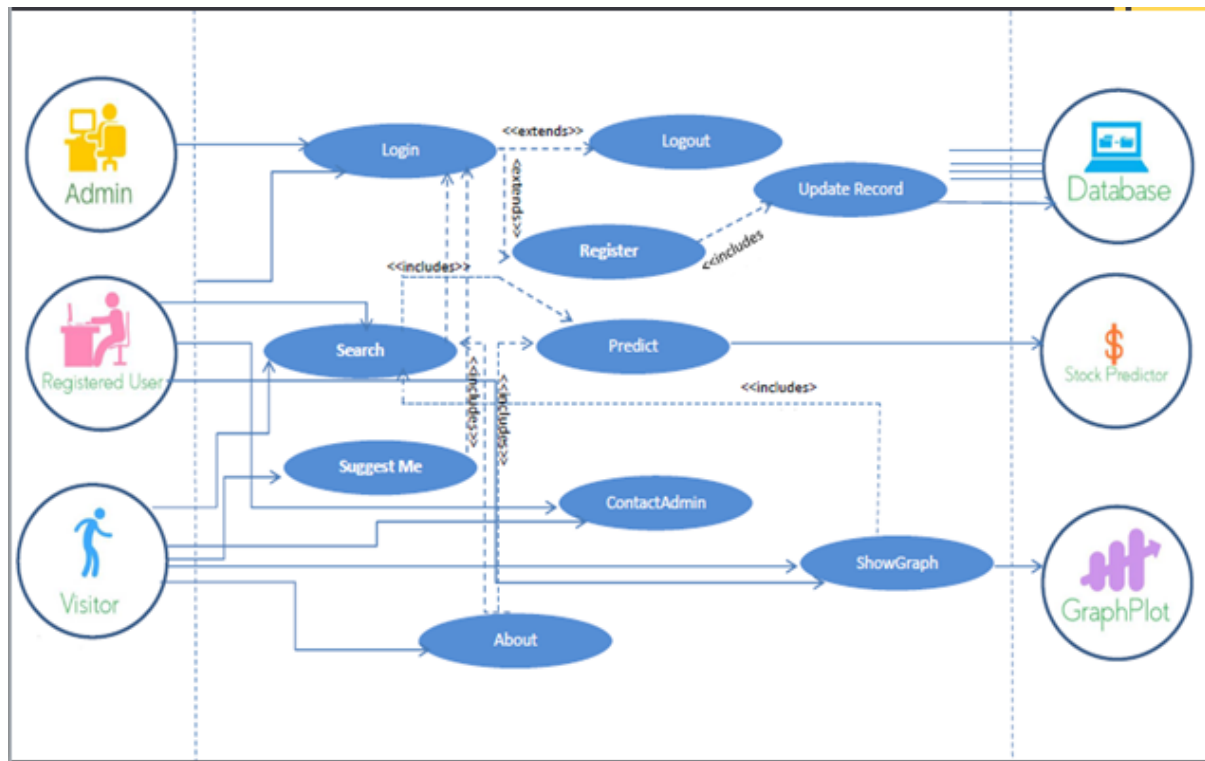 Admin
Registered User
Visitor
Login
<<extends>>
Logout
<<extends>
Update Record
Database
Register
<<includes
<<includes>>
Search
Predict
Stock Predictor
<<includes>>
<<includes>>
<<includes>
Suggest Me
ContactAdmin
ShowGraph
GraphPlot
About